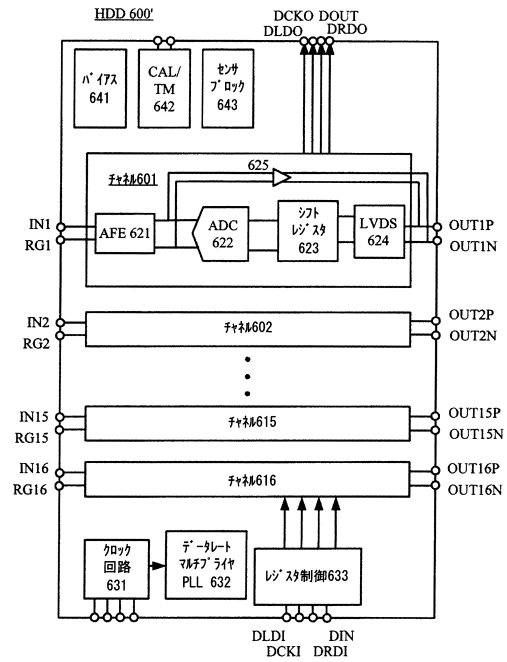 HDD 600'
DCKO DOUT
DLDO DRDO
ﾊﾞｲｱｽ
641
CAL/
TM
642
ｾﾝｻ
ﾌﾞﾛｯｸ
643
ﾁｬﾈﾙ601
625
IN1
RG1
AFE 621
ADC
622
ｼﾌﾄ
ﾚｼﾞｽﾀ
623
LVDS
624
OUT1P
OUT1N
IN2
RG2
ﾁｬﾈﾙ602
OUT2P
OUT2N
IN15
RG15
ﾁｬﾈﾙ615
OUT15P
OUT15N
IN16
RG16
ﾁｬﾈﾙ616
OUT16P
OUT16N
ｸﾛｯｸ
回路
631
ﾃﾞｰﾀﾚｰﾄ
ﾏﾙﾁﾌﾟﾗｲﾔ
PLL 632
ﾚｼﾞｽﾀ制御633
DLDI DIN
DCKI DRDI